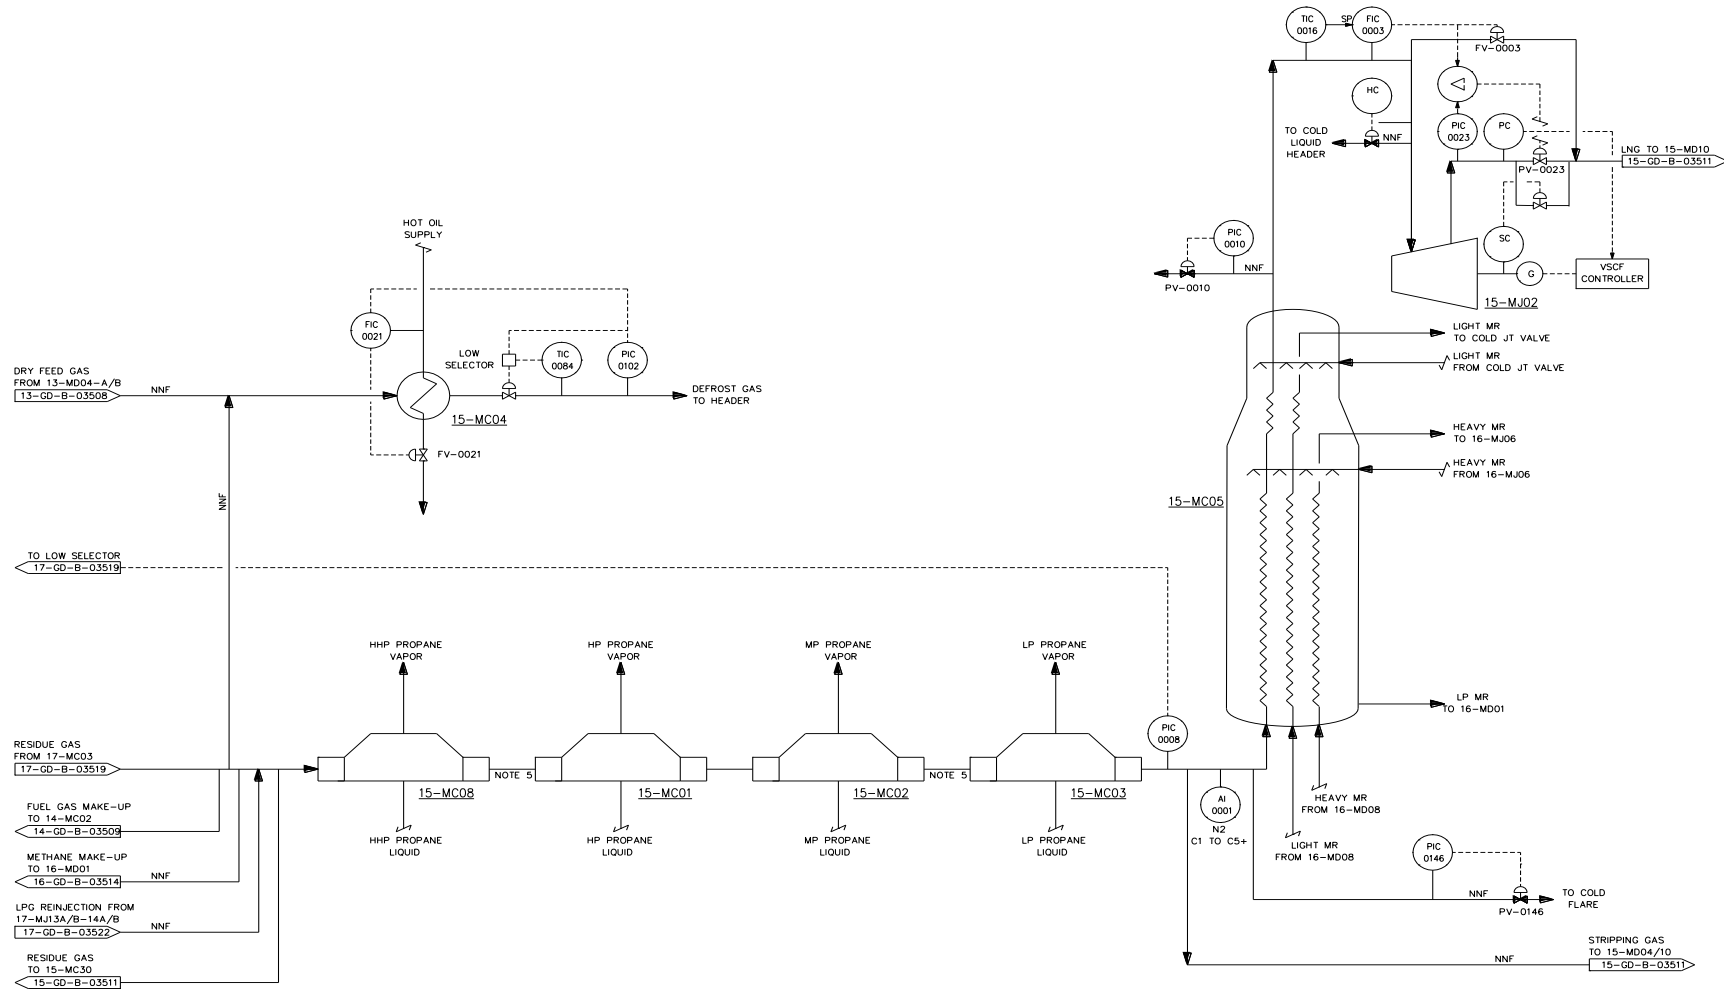 TIC
0016
SP
FIC
0003
FV-0003
HC
TO COLD
LIQUID
HEADER
NNF
PIC
0023
PC
PV-0023
LNG TO 15-MD10
15-GD-B-03511
SC
G
VSCF
CONTROLLER
15-MJ02
PIC
0010
NNF
PV-0010
HOT OIL
SUPPLY
FIC
0021
LOW
SELECTOR
TIC
0084
PIC
0102
DRY FEED GAS
FROM 13-MD04-A/B
13-GD-B-03508
NNF
DEFROST GAS
TO HEADER
15-MC04
FV-0021
NNF
LIGHT MR
TO COLD JT VALVE
LIGHT MR
FROM COLD JT VALVE
HEAVY MR
TO 16-MJ06
HEAVY MR
FROM 16-MJ06
15-MC05
LP MR
TO 16-MD01
TO LOW SELECTOR
17-GD-B-03519
HHP PROPANE
VAPOR
HP PROPANE
VAPOR
MP PROPANE
VAPOR
LP PROPANE
VAPOR
PIC
0008
RESIDUE GAS
FROM 17-MC03
17-GD-B-03519
NOTE 5
NOTE 5
15-MC08
15-MC01
15-MC02
15-MC03
HHP PROPANE
LIQUID
HP PROPANE
LIQUID
MP PROPANE
LIQUID
LP PROPANE
LIQUID
AI
0001
N2
C1 TO C5+
HEAVY MR
FROM 16-MD08
LIGHT MR
FROM 16-MD08
FUEL GAS MAKE-UP
TO 14-MC02
14-GD-B-03509
METHANE MAKE-UP
TO 16-MD01
16-GD-B-03514
NNF
LPG REINJECTION FROM
17-MJ13A/B-14A/B
17-GD-B-03522
NNF
RESIDUE GAS
TO 15-MC30
15-GD-B-03511
PIC
0146
NNF
PV-0146
TO COLD
FLARE
NNF
STRIPPING GAS
TO 15-MD04/10
15-GD-B-03511